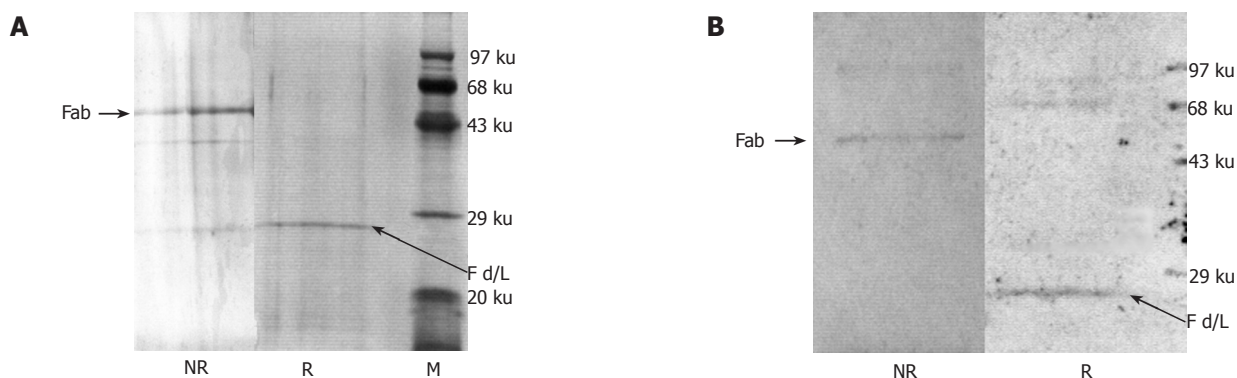 A
97 ku
68 ku
Fab
43 ku
29 ku
F d/L
20 ku
NR R M
B
97 ku
68 ku
Fab
43 ku
29 ku
F d/L
NR R